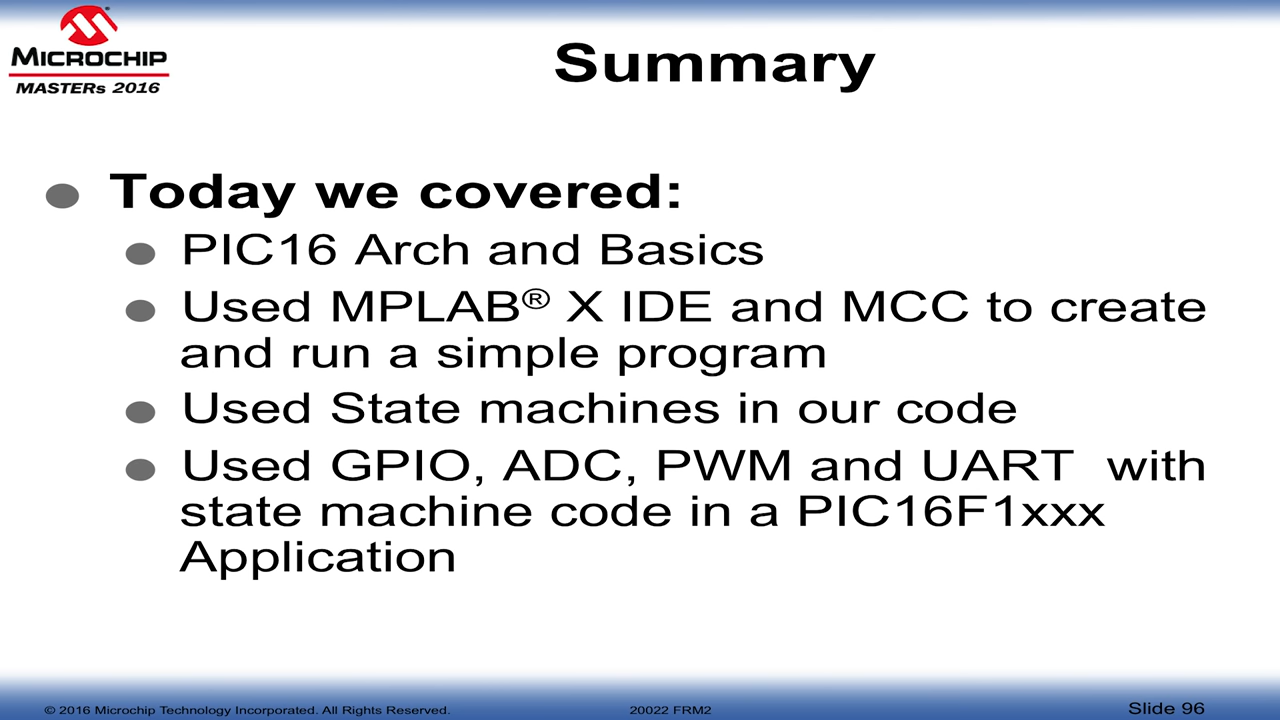 MICROCHIP
MASTERs 2016
Summary
Today we covered:
PIC16 Arch and Basics
Used MPLAB® X IDE and MCC to create
and run a simple program
Used State machines in our code
Used GPIO, ADC, PWM and UART  with
state machine code in a PIC16F1xxx
Application
© 2016 Microchip Technology Incorporated. All Rights Reserved.
20022 FRM2
Slide 96